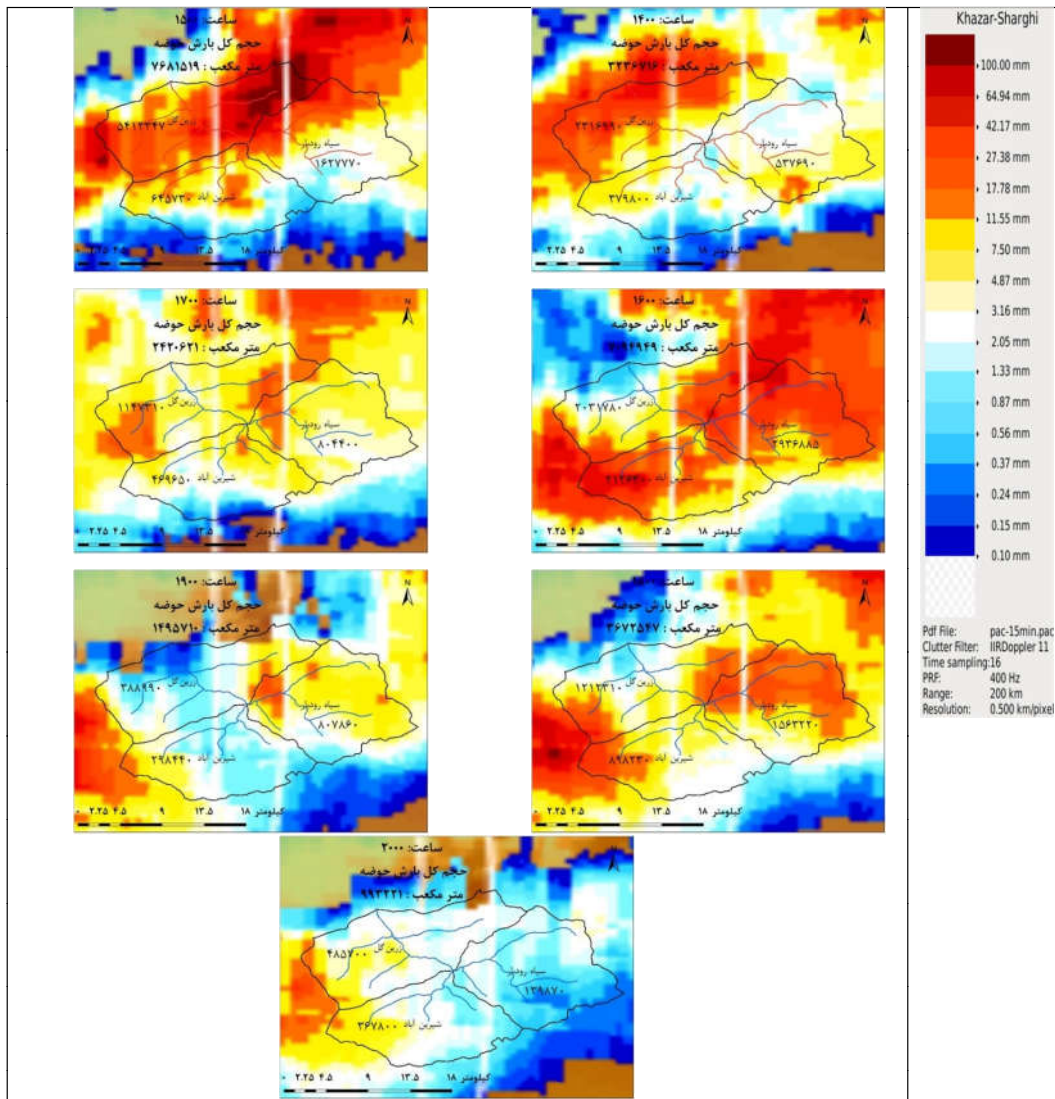 ساعت: ۱۴۰۰
حجم کل بارش حوضه
متر مکعب : ۳۲۳۶۷۱۶
N
زرین گل
۲۳۱۶۹۹۰
سیاه رودبار
۵۳۷۶۹۰
شیرین آباد
۳۷۹۸۰۰
۰ ۲.۲۵ ۴.۵ ۹ ۱۳.۵ ۱۸ کیلومتر
ساعت: ۱۵۰۰
حجم کل بارش حوضه
متر مکعب : ۷۶۸۱۵۱۹
N
زرین گل
۵۴۱۳۲۴۷
سیاه رودبار
۱۶۲۷۷۷۰
شیرین آباد
۶۴۵۷۳۰
۰ ۲.۲۵ ۴.۵ ۹ ۱۳.۵ ۱۸ کیلومتر
ساعت: ۱۶۰۰
حجم کل بارش حوضه
متر مکعب :
N
زرین گل
۲۰۳۱۷۸۰
سیاه رودبار
۲۹۳۶۸۸۵
شیرین آباد
۰ ۲.۲۵ ۴.۵ ۹ ۱۳.۵ ۱۸ کیلومتر
ساعت: ۱۷۰۰
حجم کل بارش حوضه
متر مکعب : ۲۴۲۰۶۲۱
N
زرین گل
۱۱۴۷۳۱۰
سیاه رودبار
۸۰۴۴۰۰
شیرین آباد
۴۶۹۶۵۰
۰ ۲.۲۵ ۴.۵ ۹ ۱۳.۵ ۱۸ کیلومتر
ساعت:
حجم کل بارش حوضه
متر مکعب : ۳۶۷۲۵۴۷
N
زرین گل
۱۲۱۲۳۱۰
سیاه رودبار
۱۵۶۳۲۲۰
شیرین آباد
۸۹۸۲۳۰
۰ ۲.۲۵ ۴.۵ ۹ ۱۳.۵ ۱۸ کیلومتر
ساعت: ۱۹۰۰
حجم کل بارش حوضه
متر مکعب : ۱۴۹۵۷۱۰
N
زرین گل
۳۸۸۹۹۰
سیاه رودبار
۸۰۷۸۶۰
شیرین آباد
۲۹۸۴۴۰
۰ ۲.۲۵ ۴.۵ ۹ ۱۳.۵ ۱۸ کیلومتر
ساعت: ۲۰۰۰
حجم کل بارش حوضه
متر مکعب : ۹۹۳۲۲۱
زرین گل
۴۸۵۷۰۰
سیاه رودبار
۱۳۹۸۷۰
شیرین آباد
۳۶۷۸۰۰
۰ ۲.۲۵ ۴.۵ ۹ ۱۳.۵ ۱۸ کیلومتر
Khazar-Sharghi
100.00 mm
64.94 mm
42.17 mm
27.38 mm
17.78 mm
11.55 mm
7.50 mm
4.87 mm
3.16 mm
2.05 mm
1.33 mm
0.87 mm
0.56 mm
0.37 mm
0.24 mm
0.15 mm
0.10 mm
Pdf File: pac-15min.pac
Clutter Filter: IIRDoppler 11
Time sampling:16
PRF: 400 Hz
Range: 200 km
Resolution: 0.500 km/pixel